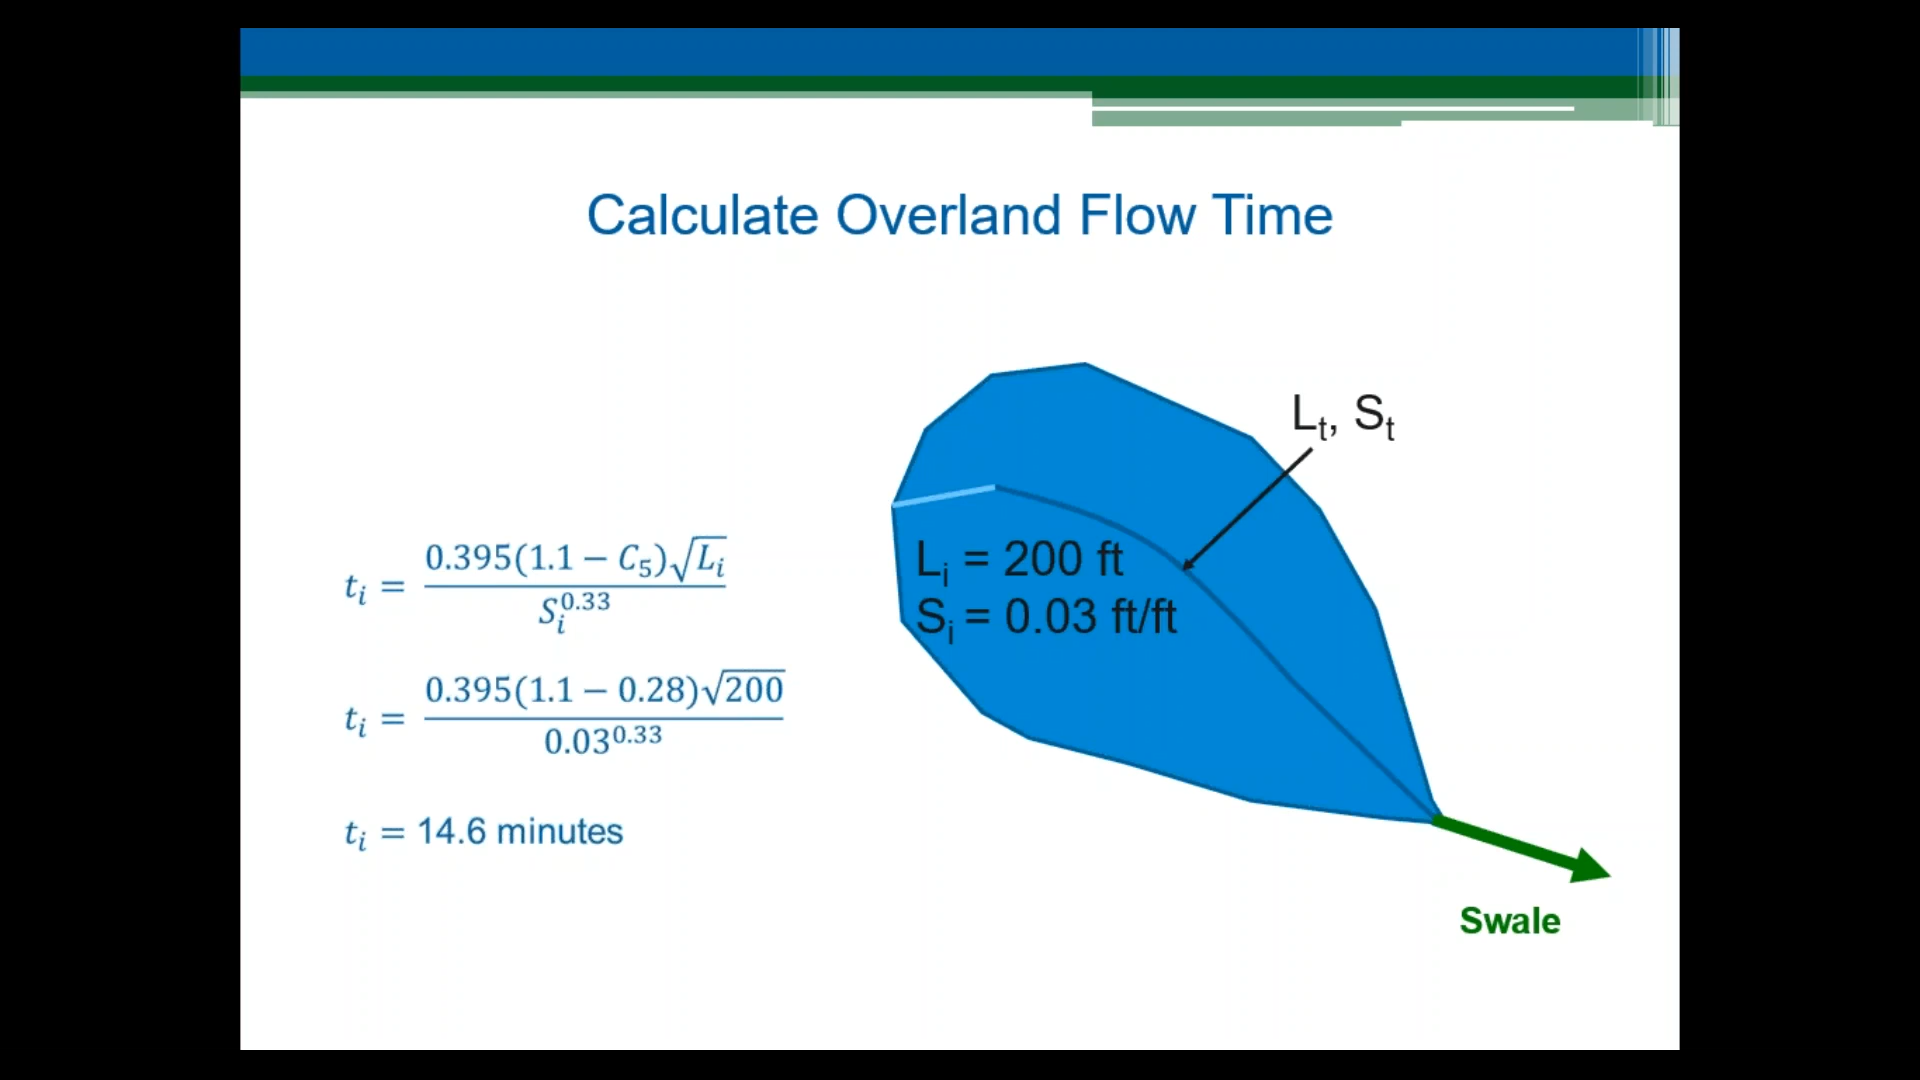 Calculate Overland Flow Time
Lₜ, Sₜ
tᵢ = 0.395(1.1 − C₅)√Lᵢ / Sᵢ^0.33
Lᵢ = 200 ft
Sᵢ = 0.03 ft/ft
tᵢ = 0.395(1.1 − 0.28)√200 / 0.03^0.33
tᵢ = 14.6 minutes
Swale